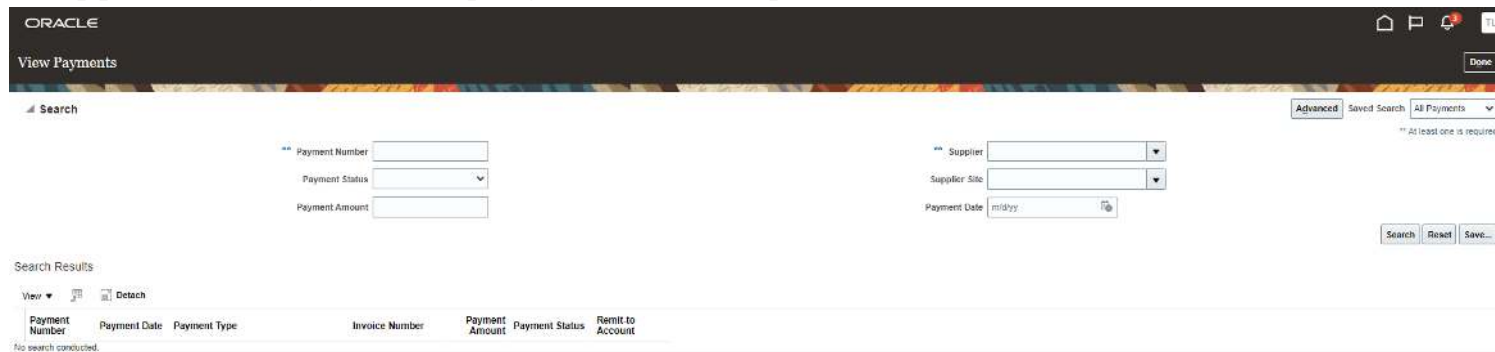 ORACLE
3
TL
View Payments
Done
Search
Advanced Saved Search All Payments
** At least one is required
** Payment Number
** Supplier
Payment Status
Supplier Site
Payment Amount
Payment Date m/d/yy
Search Reset Save...
Search Results
View Detach
Payment Number Payment Date Payment Type Invoice Number Payment Amount Payment Status Remit-to Account
No search conducted.